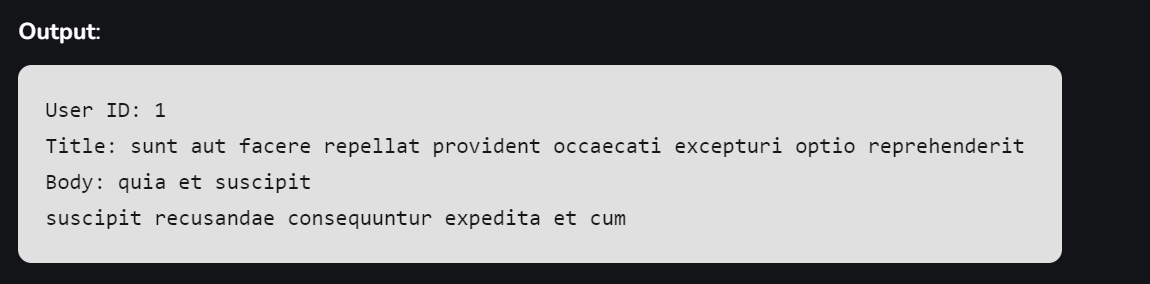 Output:
User ID: 1
Title: sunt aut facere repellat provident occaecati excepturi optio reprehenderit
Body: quia et suscipit
suscipit recusandae consequuntur expedita et cum